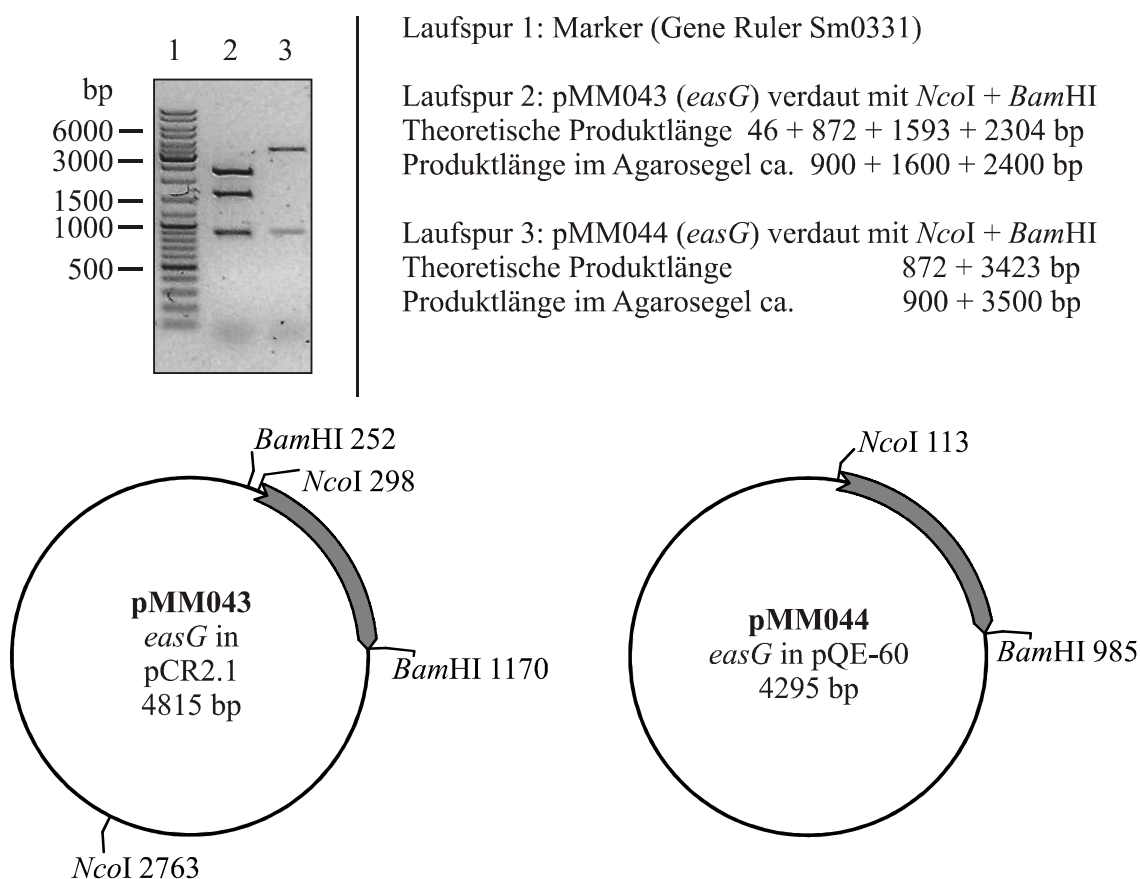 1 2 3
bp
6000
3000
1500
1000
500
Laufspur 1: Marker (Gene Ruler Sm0331)
Laufspur 2: pMM043 (easG) verdaut mit NcoI + BamHI
Theoretische Produktlänge 46 + 872 + 1593 + 2304 bp
Produktlänge im Agarosegel ca. 900 + 1600 + 2400 bp
Laufspur 3: pMM044 (easG) verdaut mit NcoI + BamHI
Theoretische Produktlänge 872 + 3423 bp
Produktlänge im Agarosegel ca. 900 + 3500 bp
BamHI 252
NcoI 298
pMM043
easG in
pCR2.1
4815 bp
BamHI 1170
NcoI 2763
NcoI 113
pMM044
easG in pQE-60
4295 bp
BamHI 985